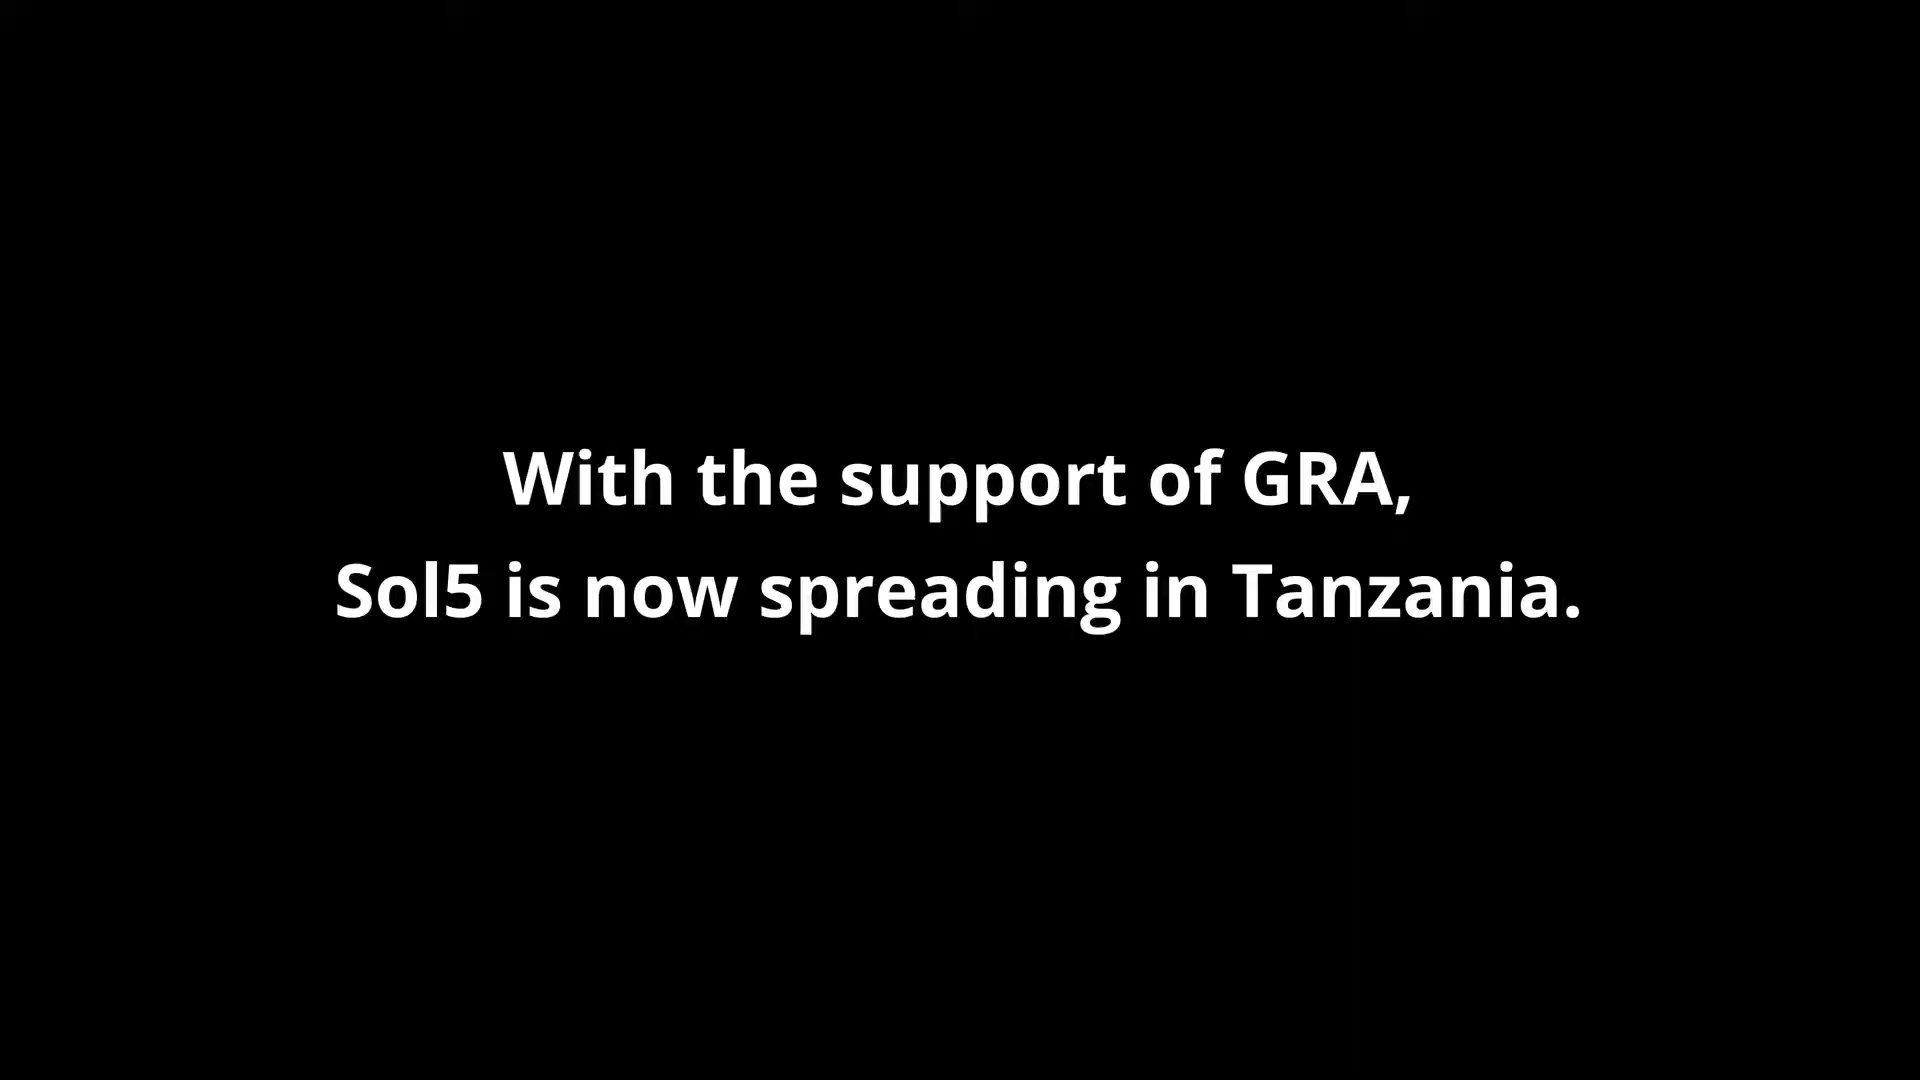 With the support of GRA,
Sol5 is now spreading in Tanzania.